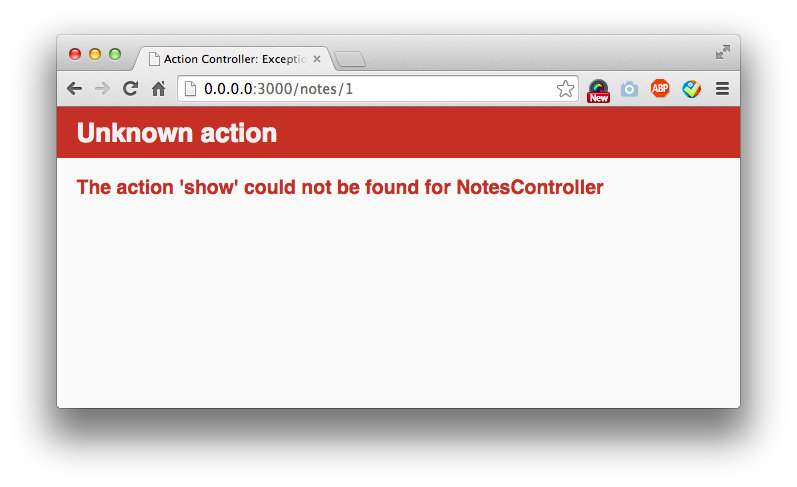 Action Controller: Exceptio
0.0.0.0:3000/notes/1
New
ABP
Unknown action
The action 'show' could not be found for NotesController